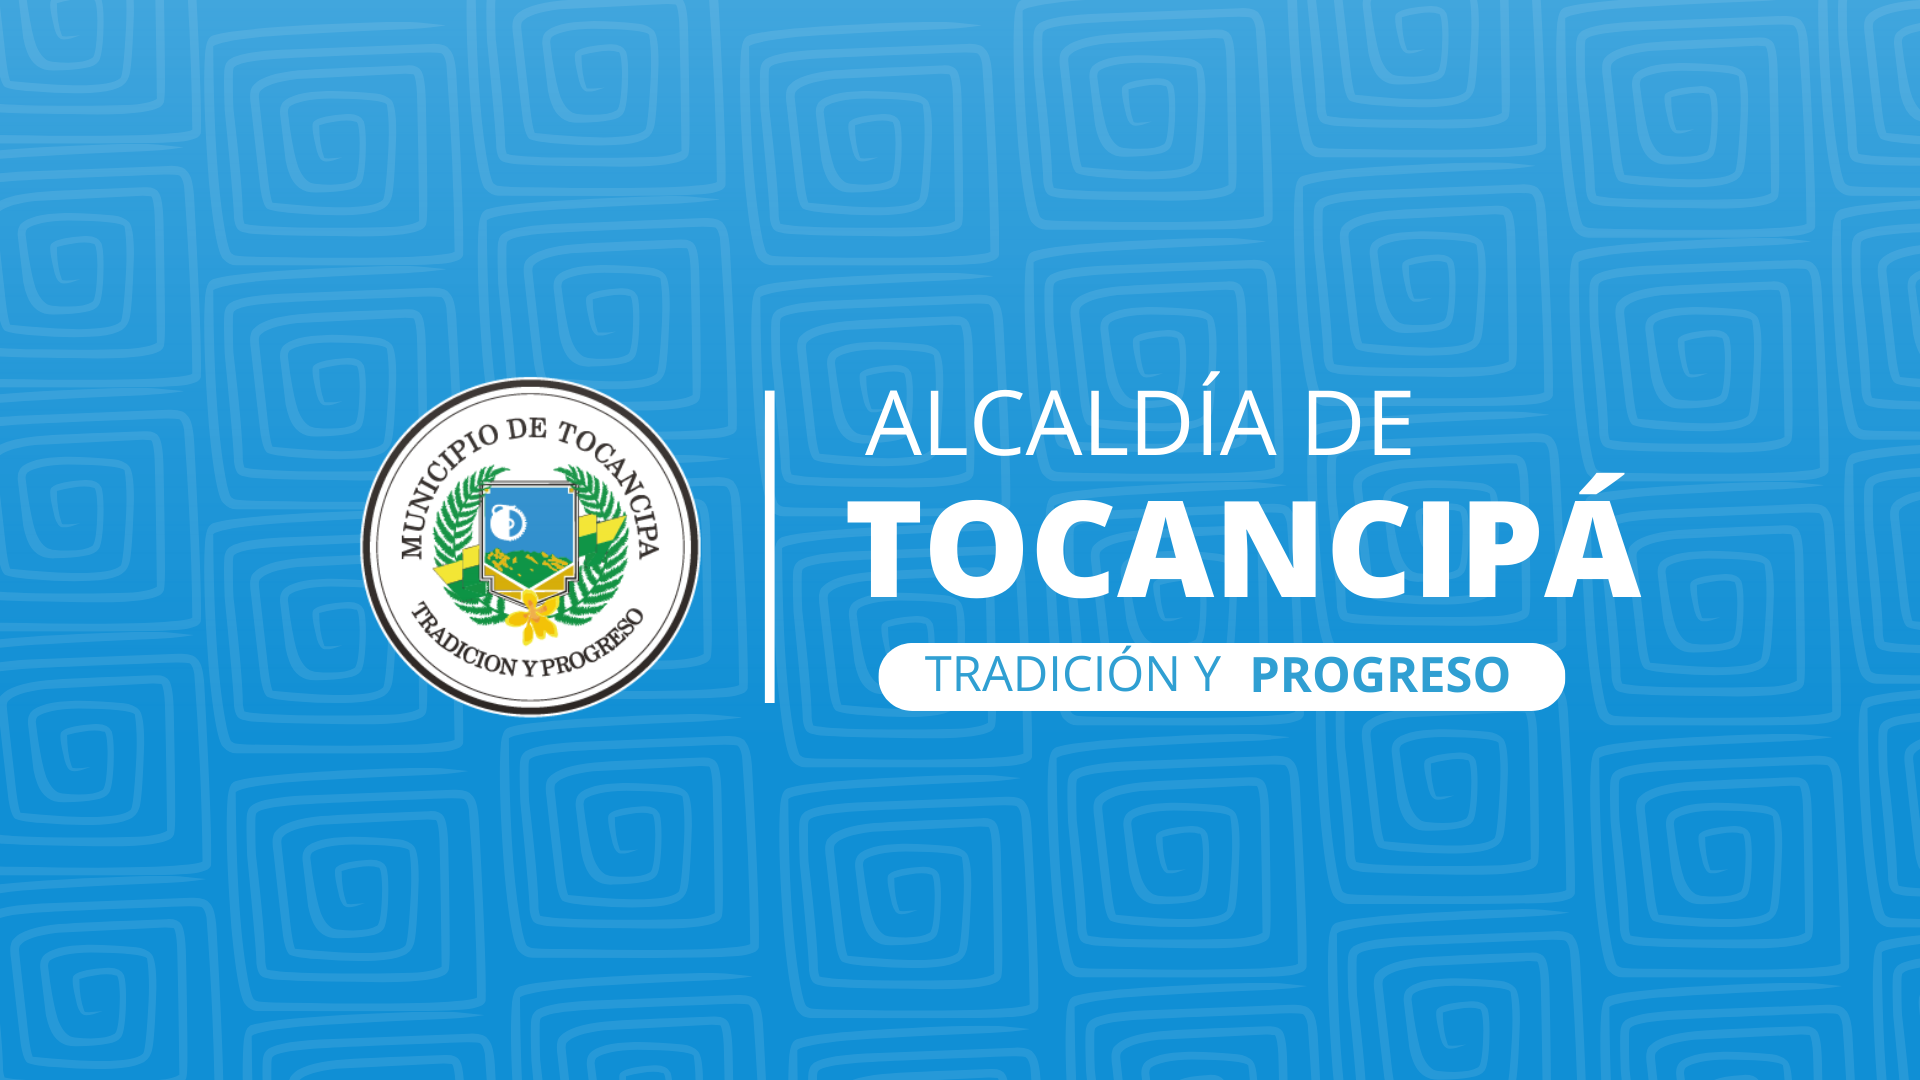 MUNICIPIO DE TOCANCIPA
TRADICION Y PROGRESO
ALCALDÍA DE
TOCANCIPÁ
TRADICIÓN Y PROGRESO